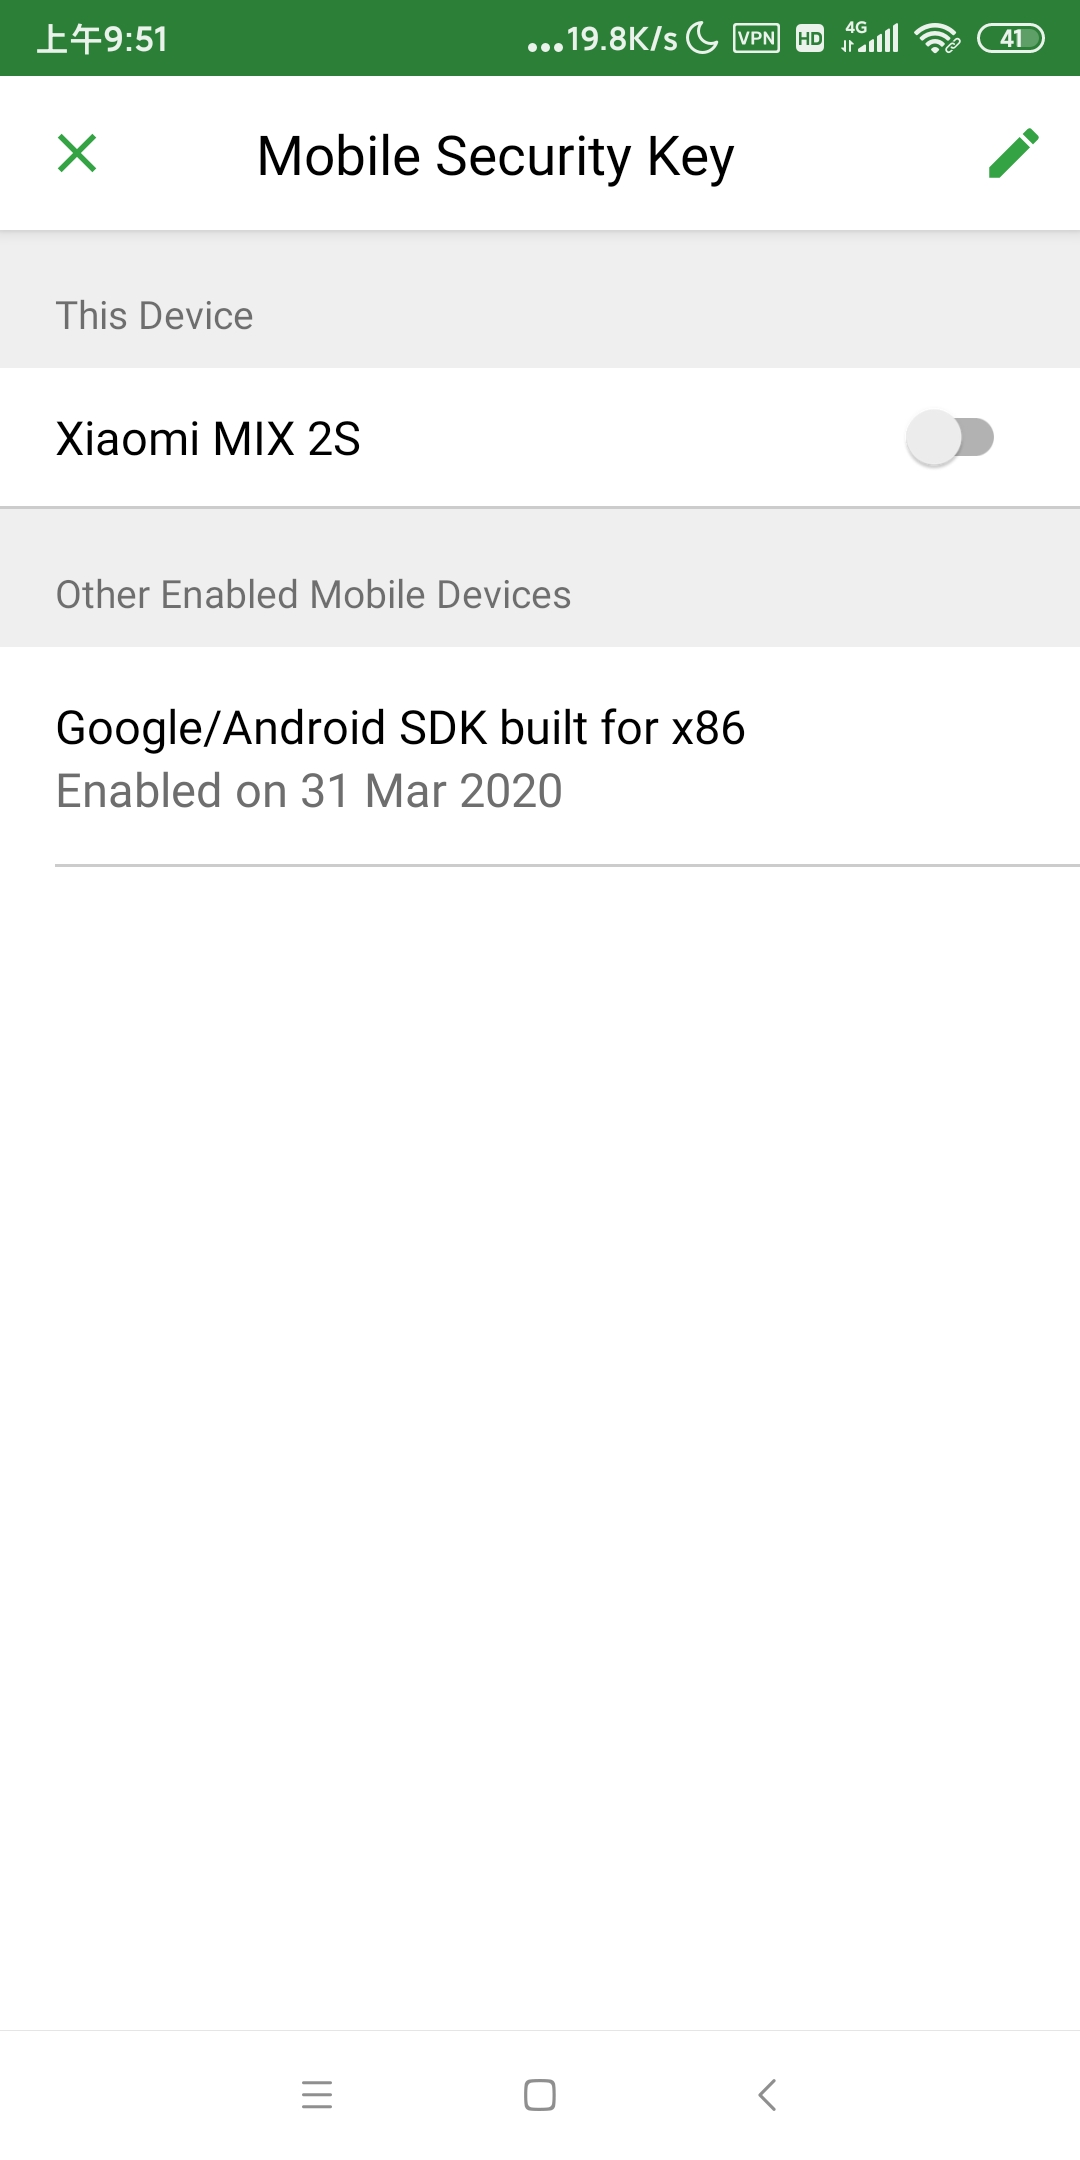 上午9:51
...19.8K/s VPN HD 4G 41
Mobile Security Key
This Device
Xiaomi MIX 2S
Other Enabled Mobile Devices
Google/Android SDK built for x86
Enabled on 31 Mar 2020